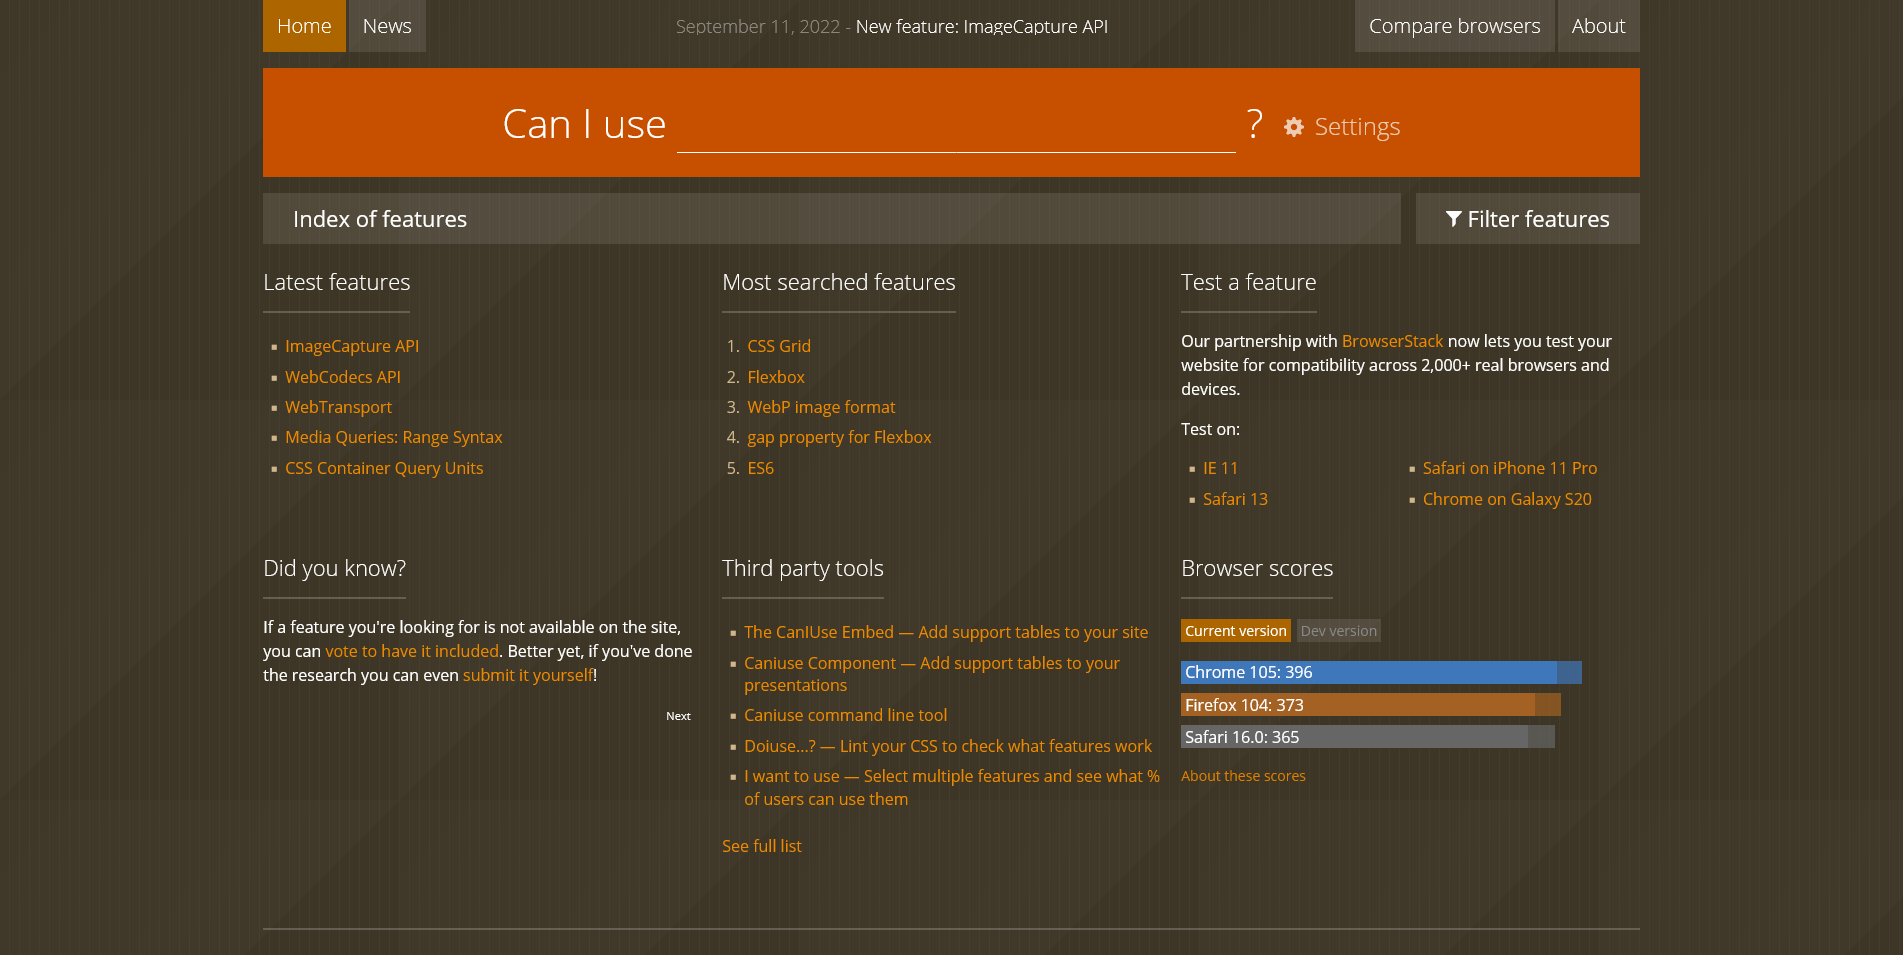 Home
News
September 11, 2022 - New feature: ImageCapture API
Compare browsers
About
Can I use
?
Settings
Index of features
Filter features
Latest features
ImageCapture API
WebCodecs API
WebTransport
Media Queries: Range Syntax
CSS Container Query Units
Most searched features
1. CSS Grid
2. Flexbox
3. WebP image format
4. gap property for Flexbox
5. ES6
Test a feature
Our partnership with BrowserStack now lets you test your
website for compatibility across 2,000+ real browsers and
devices.
Test on:
IE 11
Safari 13
Safari on iPhone 11 Pro
Chrome on Galaxy S20
Did you know?
If a feature you're looking for is not available on the site,
you can vote to have it included. Better yet, if you've done
the research you can even submit it yourself!
Next
Third party tools
The CanIUse Embed — Add support tables to your site
Caniuse Component — Add support tables to your
presentations
Caniuse command line tool
Doiuse...? — Lint your CSS to check what features work
I want to use — Select multiple features and see what %
of users can use them
See full list
Browser scores
Current version
Dev version
Chrome 105: 396
Firefox 104: 373
Safari 16.0: 365
About these scores